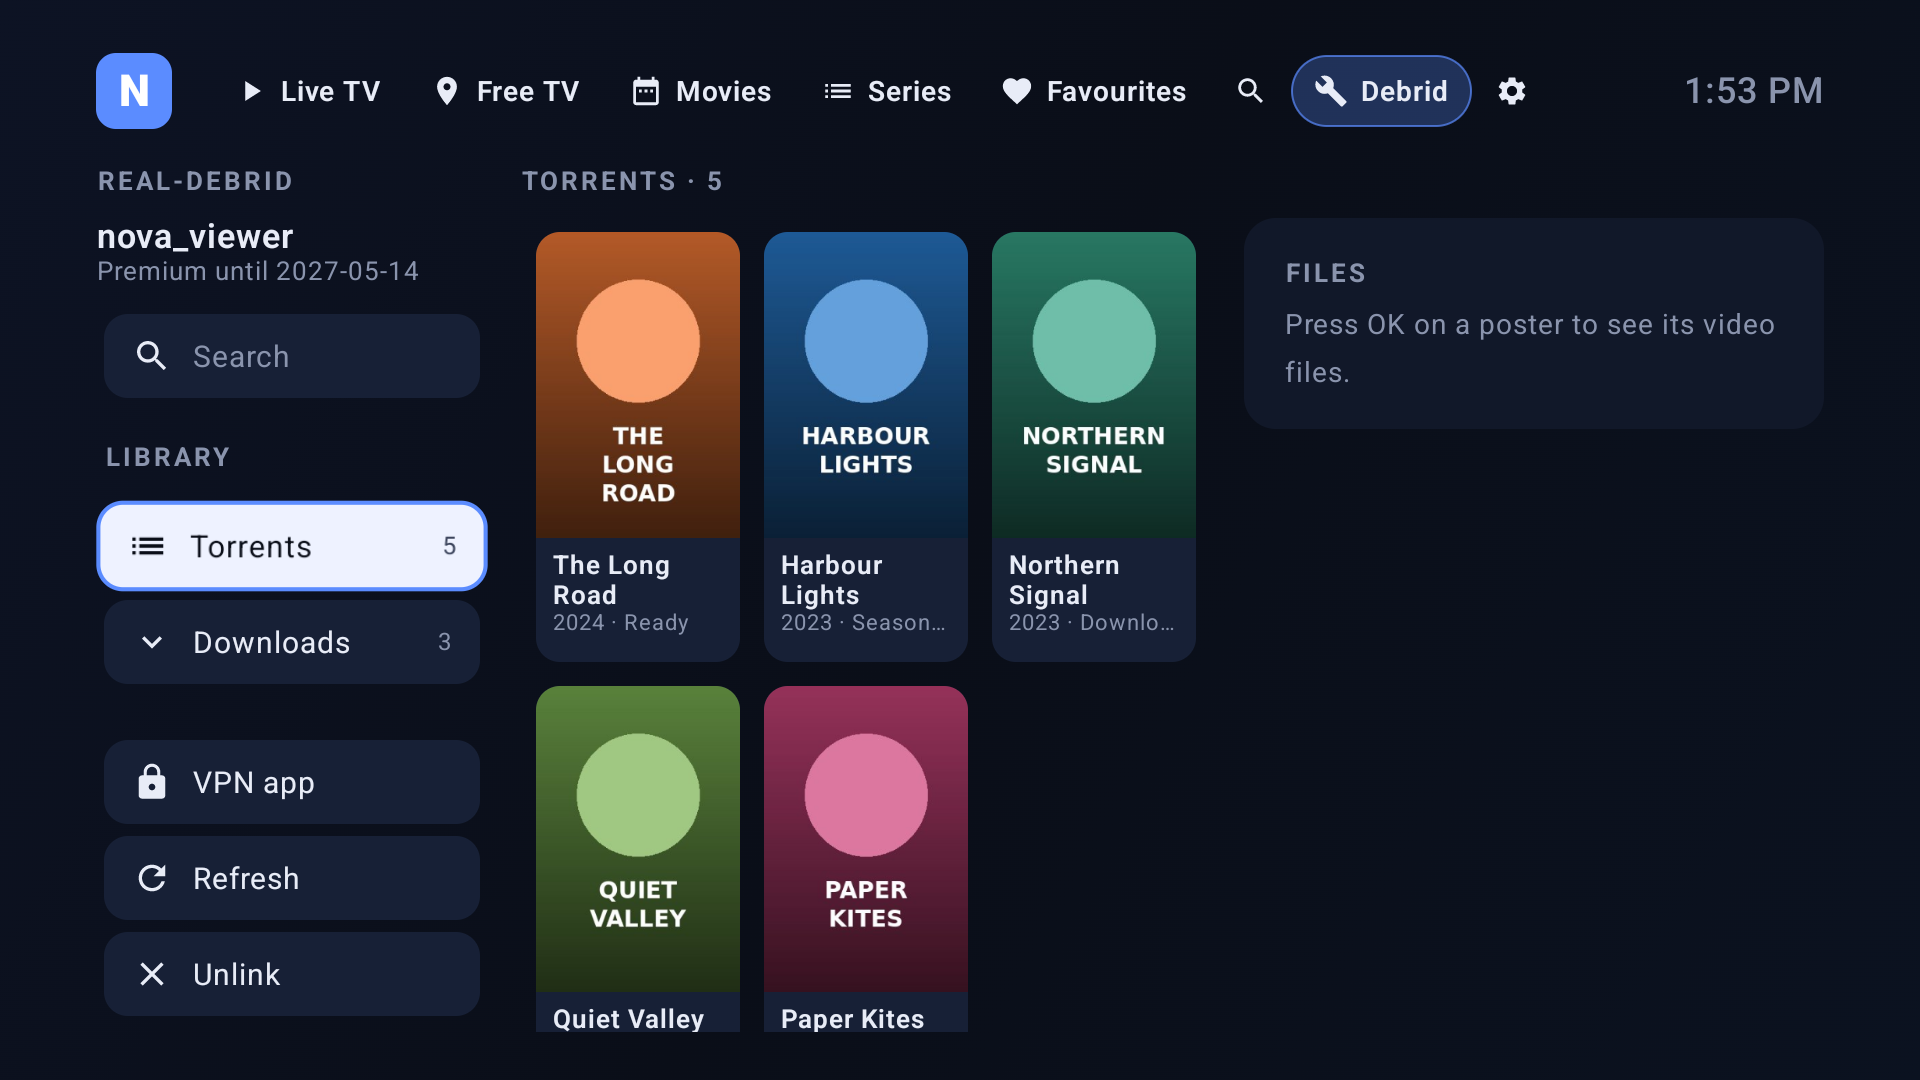 N
Live TV
Free TV
Movies
Series
Favourites
Debrid
1:53 PM
REAL-DEBRID
nova_viewer
Premium until 2027-05-14
Search
LIBRARY
Torrents 5
Downloads 3
VPN app
Refresh
Unlink
TORRENTS · 5
THE
LONG
ROAD
The Long
Road
2024 · Ready
HARBOUR
LIGHTS
Harbour
Lights
2023 · Season…
NORTHERN
SIGNAL
Northern
Signal
2023 · Downlo…
QUIET
VALLEY
Quiet Valley
PAPER
KITES
Paper Kites
FILES
Press OK on a poster to see its video
files.